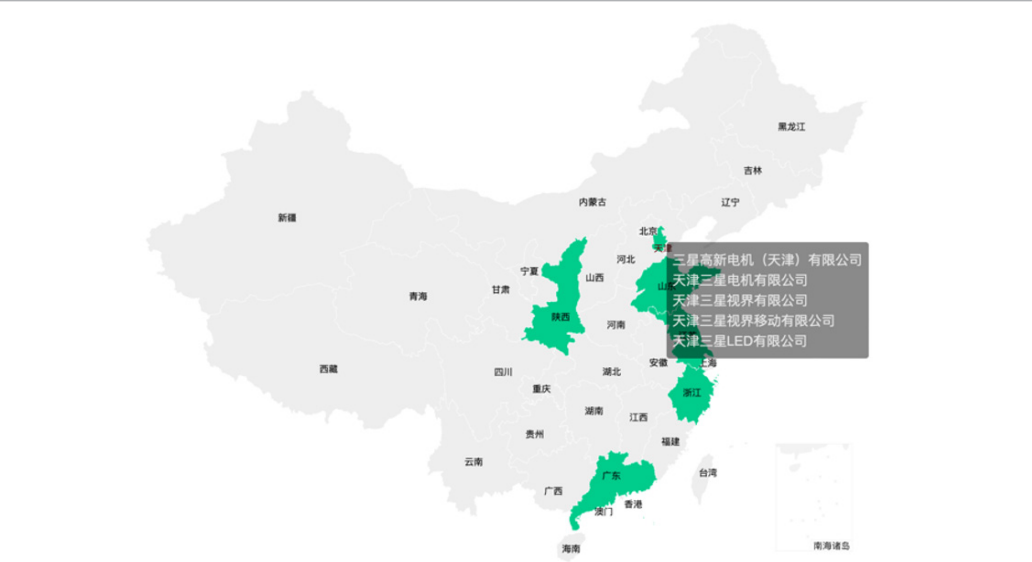 黑龙江
吉林
辽宁
内蒙古
新疆
北京
天津
河北
宁夏
山西
甘肃
青海
山东
陕西
河南
西藏
四川
重庆
湖北
安徽
上海
浙江
湖南
江西
贵州
福建
云南
广西
广东
台湾
香港
澳门
海南
南海诸岛
三星高新电机（天津）有限公司
天津三星电机有限公司
天津三星视界有限公司
天津三星视界移动有限公司
天津三星LED有限公司